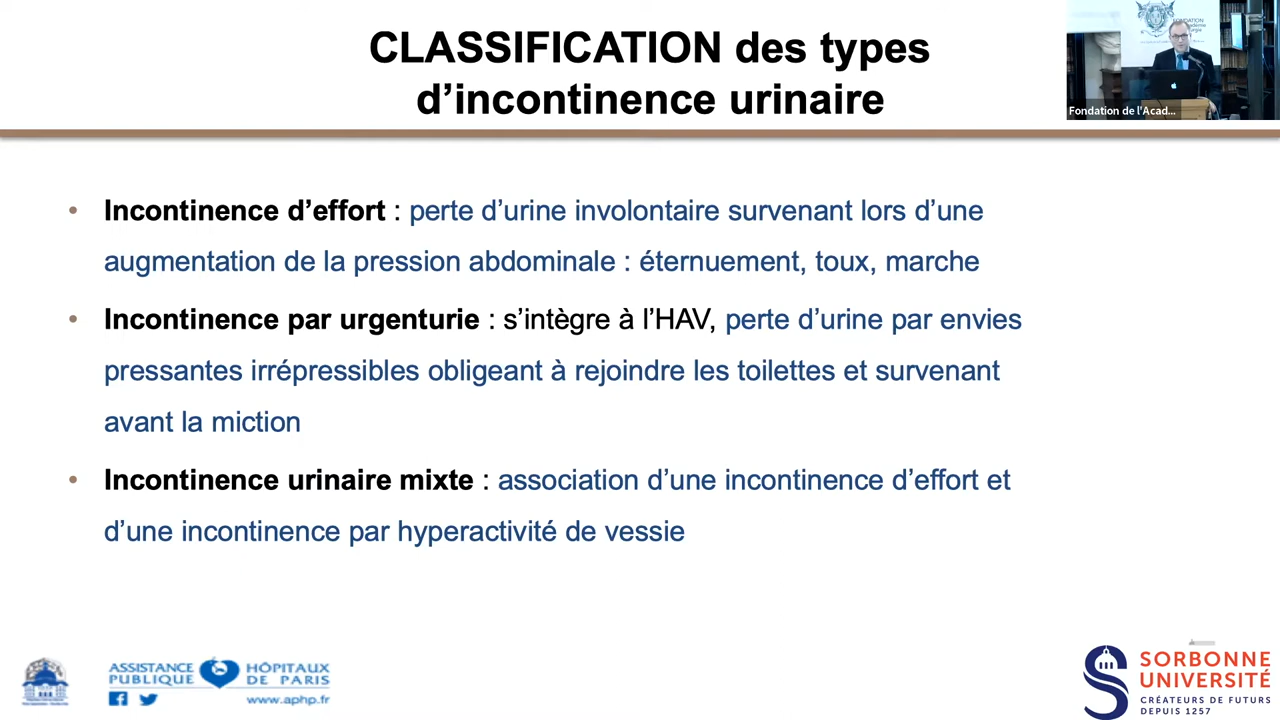 CLASSIFICATION des types
d’incontinence urinaire
Fondation de l'Acad...
• Incontinence d’effort : perte d’urine involontaire survenant lors d’une
augmentation de la pression abdominale : éternuement, toux, marche
• Incontinence par urgenturie : s’intègre à l’HAV, perte d’urine par envies
pressantes irrépressibles obligeant à rejoindre les toilettes et survenant
avant la miction
• Incontinence urinaire mixte : association d’une incontinence d’effort et
d’une incontinence par hyperactivité de vessie
ASSISTANCE PUBLIQUE
HÔPITAUX DE PARIS
www.aphp.fr
SORBONNE
UNIVERSITÉ
CRÉATEURS DE FUTURS
DEPUIS 1257